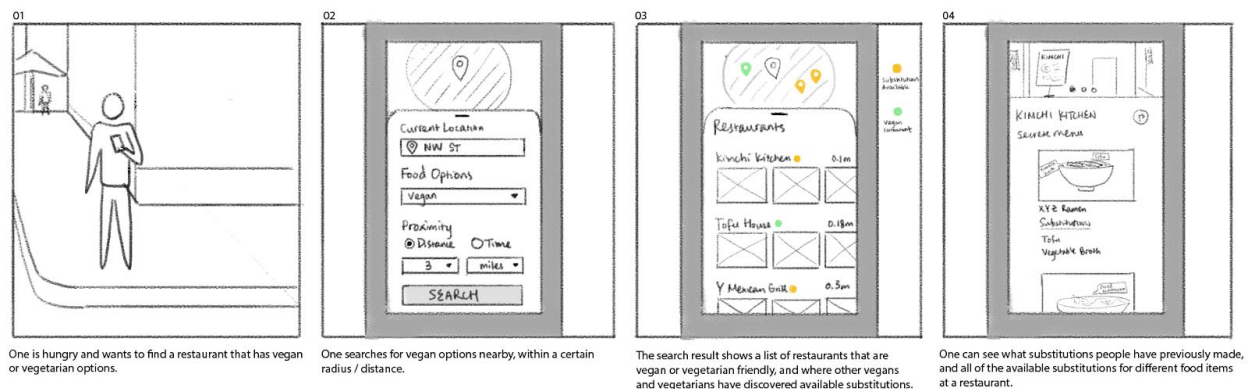 01
One is hungry and wants to find a restaurant that has vegan
or vegetarian options.
02
Current Location
NW ST
Food Options
Vegan
Proximity
Distance
Time
3
miles
SEARCH
One searches for vegan options nearby, within a certain
radius / distance.
03
Substitution
Available
Vegan
Restaurants
Kimchi Kitchen
0.1m
Tofu House
0.18m
Y Mexican Grill
0.3m
The search result shows a list of restaurants that are
vegan or vegetarian friendly, and where other vegans
and vegetarians have discovered available substitutions.
04
KIMCHI
KIMCHI KITCHEN
Secret menu
XYZ Ramen
Substitutions
Tofu
Vegetable Broth
One can see what substitutions people have previously made,
and all of the available substitutions for different food items
at a restaurant.